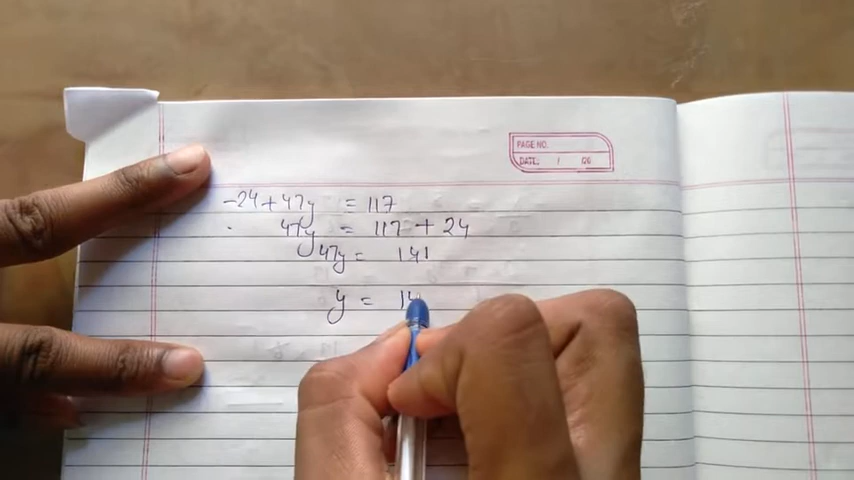 PAGE NO.
DATE: / /20
-24+47y = 117
47y = 117 + 24
47y = 141
y = 14